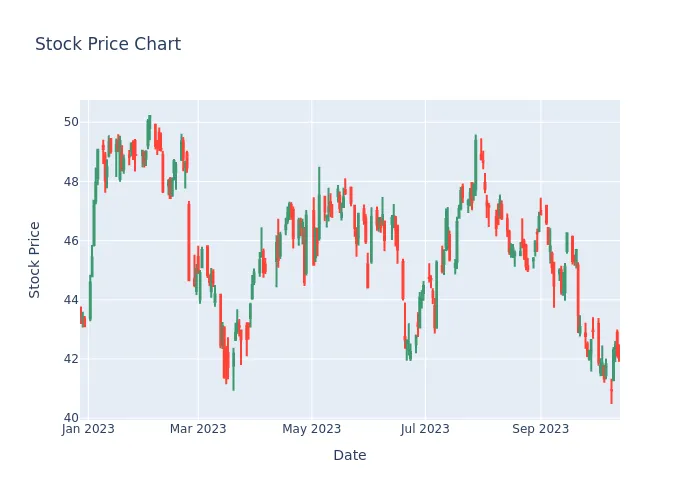 Stock Price Chart
Stock Price
50
48
46
44
42
40
Jan 2023
Mar 2023
May 2023
Jul 2023
Sep 2023
Date